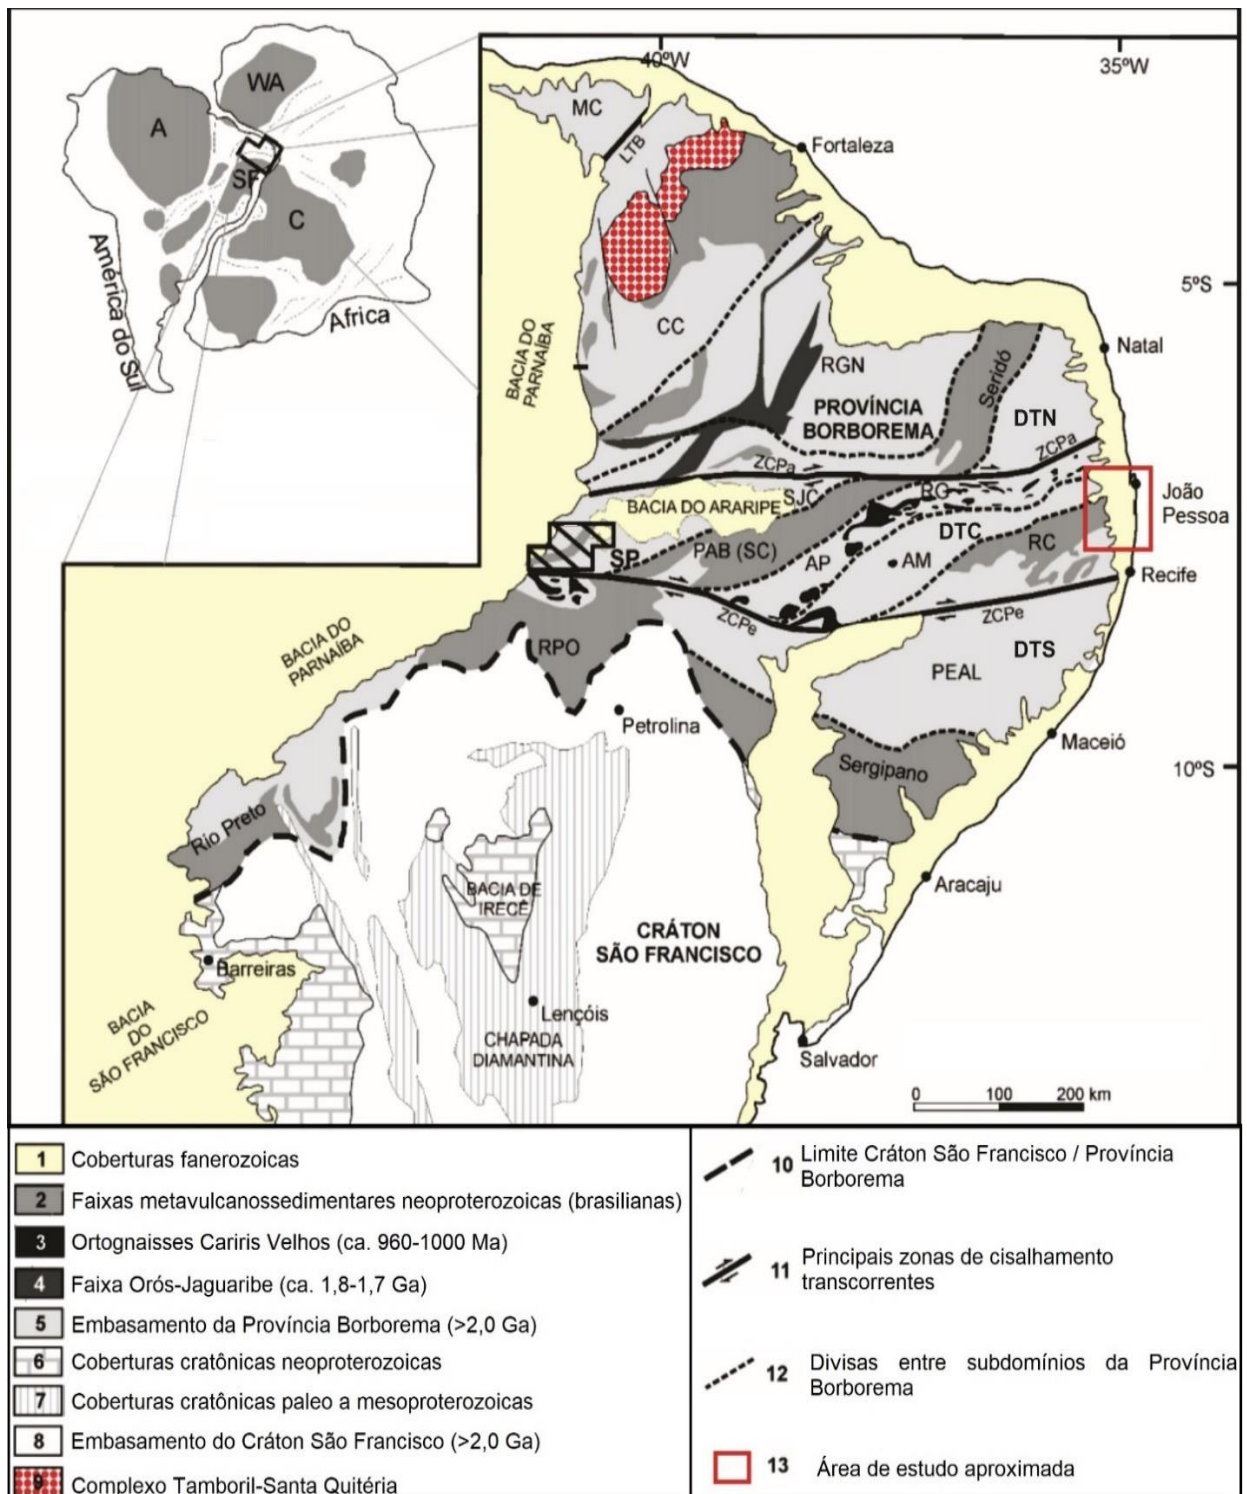 40ºW
35ºW
WA
A
SF
C
América do Sul
Africa
MC
LTB
Fortaleza
5ºS
CC
BACIA DO
PARNAÍBA
RGN
Seridó
Natal
PROVÍNCIA
BORBOREMA
DTN
ZCPa
ZCPa
João
Pessoa
BACIA DO ARARIPE
SJC
RG
DTC
RC
SP
PAB (SC)
AP
AM
Recife
ZCPe
ZCPe
BACIA DO
PARNAÍBA
RPO
DTS
PEAL
Petrolina
Maceió
10ºS
Sergipano
Rio Preto
BACIA DE
IRECÊ
Aracaju
CRÁTON
SÃO FRANCISCO
Barreiras
BACIA
DO
SÃO FRANCISCO
Lençóis
CHAPADA
DIAMANTINA
Salvador
0 100 200 km
1 Coberturas fanerozoicas
2 Faixas metavulcanossedimentares neoproterozoicas (brasilianas)
3 Ortognaisses Cariris Velhos (ca. 960-1000 Ma)
4 Faixa Orós-Jaguaribe (ca. 1,8-1,7 Ga)
5 Embasamento da Província Borborema (>2,0 Ga)
6 Coberturas cratônicas neoproterozoicas
7 Coberturas cratônicas paleo a mesoproterozoicas
8 Embasamento do Cráton São Francisco (>2,0 Ga)
9 Complexo Tamboril-Santa Quitéria
10 Limite Cráton São Francisco / Província
Borborema
11 Principais zonas de cisalhamento
transcorrentes
12 Divisas entre subdomínios da Província
Borborema
13 Área de estudo aproximada